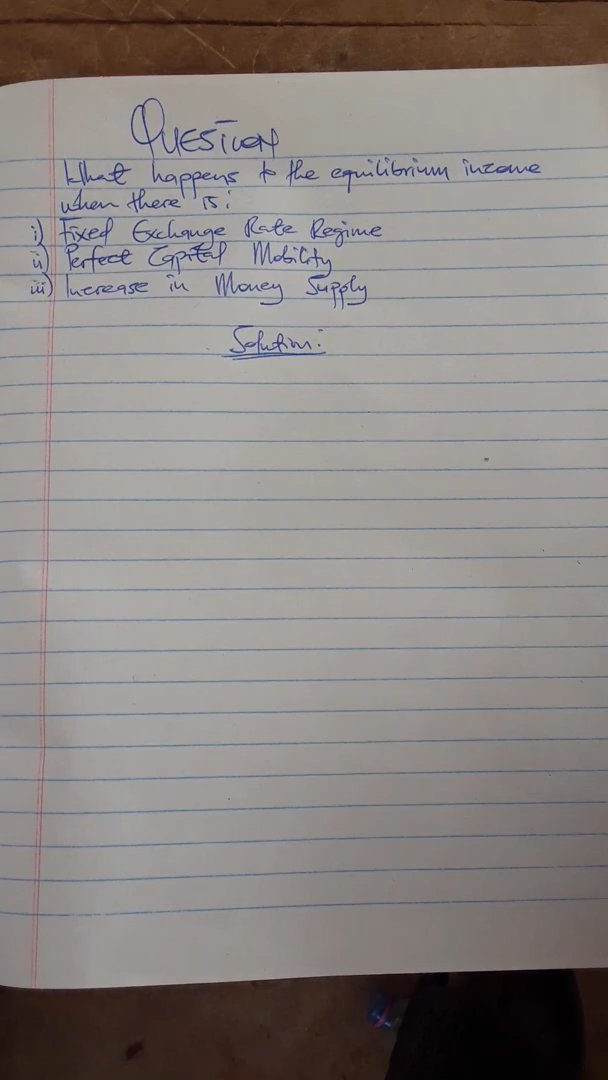 QUESTION
What happens to the equilibrium income
when there is:
i) Fixed Exchange Rate Regime
ii) Perfect Capital Mobility
iii) Increase in Money Supply
Solution: